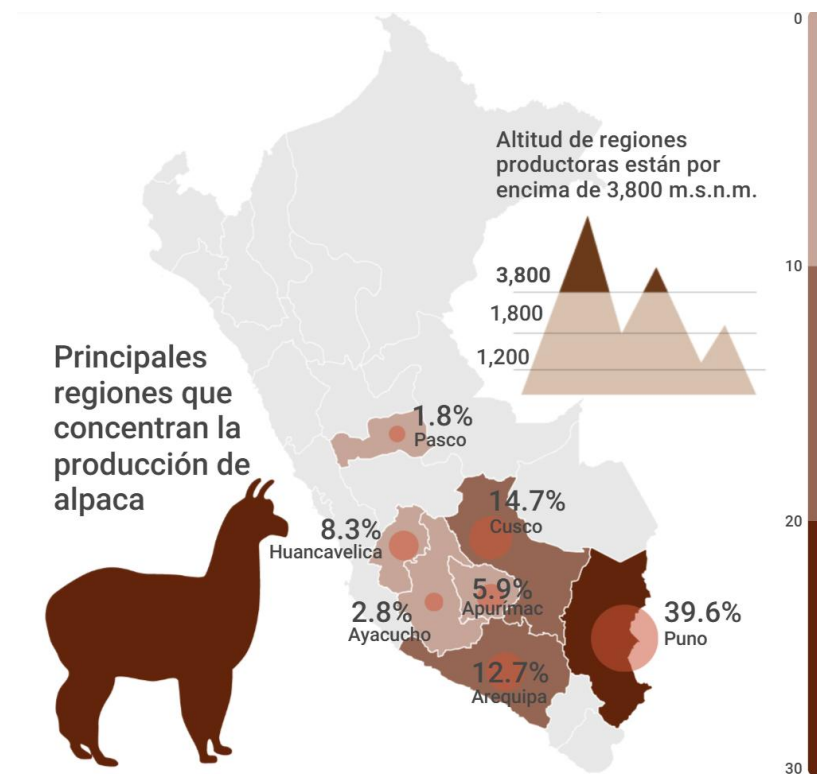 0
Altitud de regiones
productoras están por
encima de 3,800 m.s.n.m.
10
3,800
1,800
1,200
Principales
regiones que
concentran la
producción de
alpaca
1.8%
Pasco
14.7%
Cusco
20
8.3%
Huancavelica
5.9%
Apurímac
2.8%
Ayacucho
39.6%
Puno
12.7%
Arequipa
30